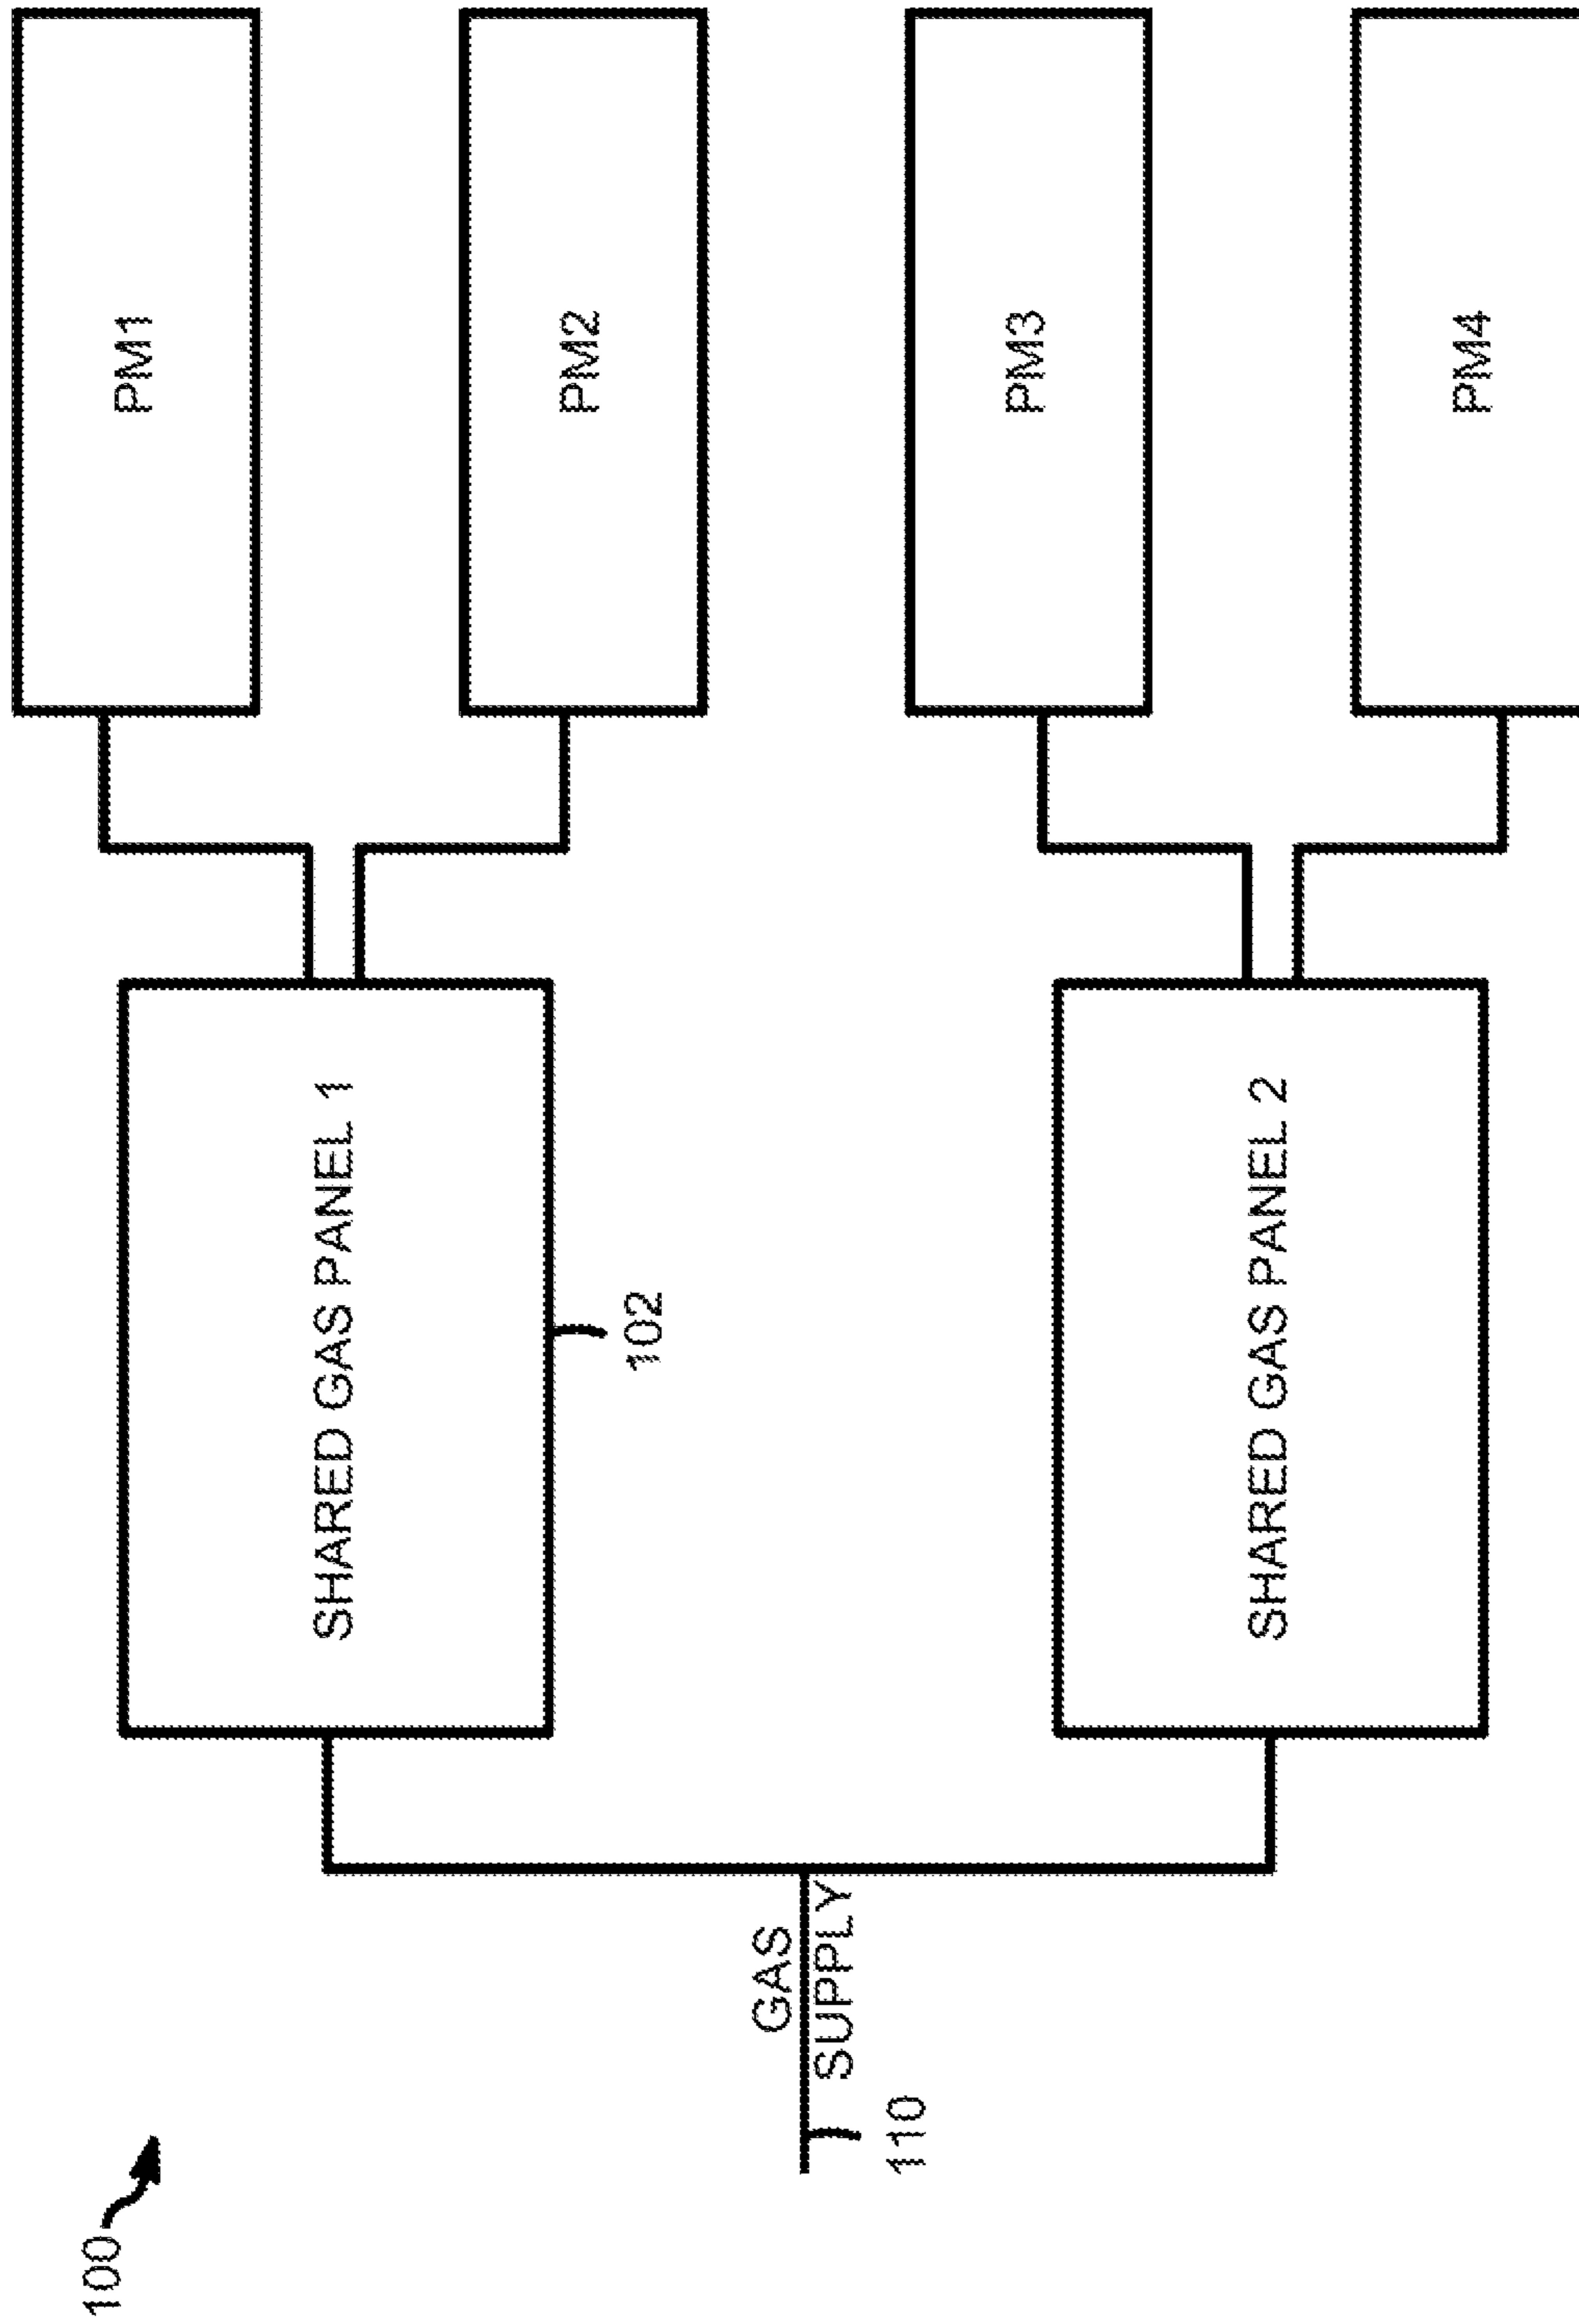 100
GAS
SUPPLY
110
SHARED GAS PANEL 1
102
SHARED GAS PANEL 2
PM1
PM2
PM3
PM4